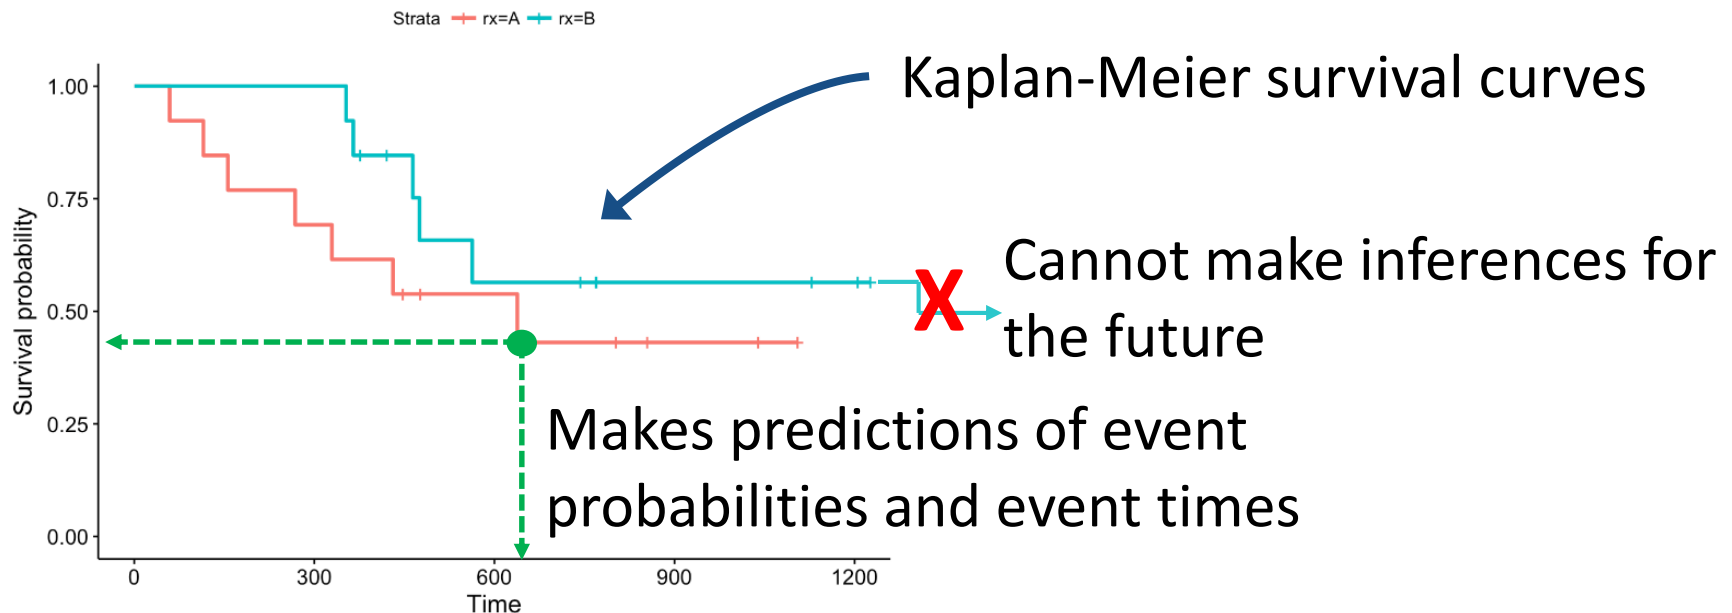 Strata rx=A rx=B
Kaplan-Meier survival curves
Survival probability
1.00
0.75
0.50
0.25
0.00
X
Cannot make inferences for
the future
Makes predictions of event
probabilities and event times
0 300 600 900 1200
Time